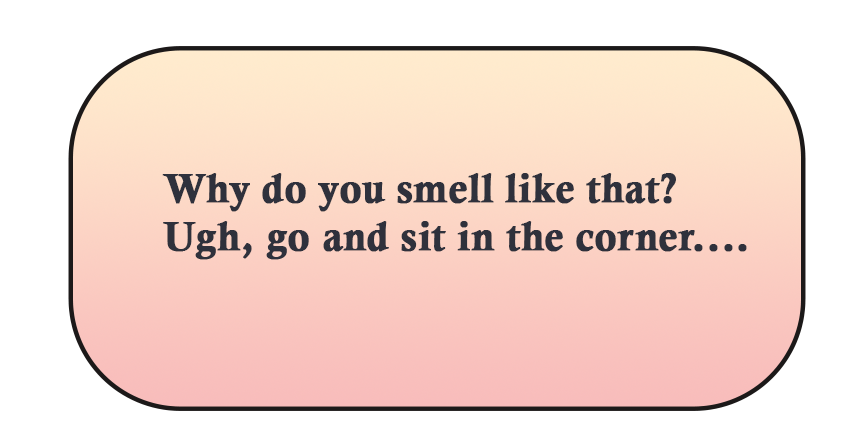 Why do you smell like that?
Ugh, go and sit in the corner....